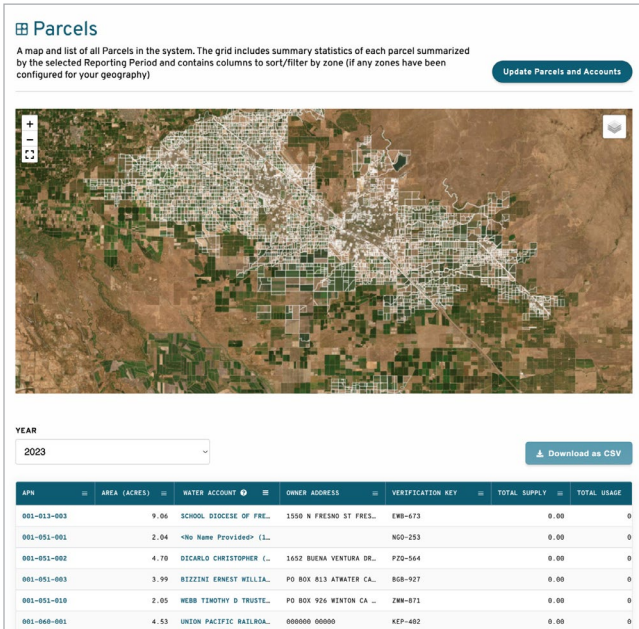 Parcels
A map and list of all Parcels in the system. The grid includes summary statistics of each parcel summarized
by the selected Reporting Period and contains columns to sort/filter by zone (if any zones have been
configured for your geography)
Update Parcels and Accounts
+
−
YEAR
2023
Download as CSV
APN AREA (ACRES) WATER ACCOUNT ? OWNER ADDRESS VERIFICATION KEY TOTAL SUPPLY TOTAL USAGE
001-013-003 9.06 SCHOOL DIOCESE OF FRE… 1550 N FRESNO ST FRES… EWB-673 0.00 0
001-051-001 2.04 <No Name Provided> (1… NGO-253 0.00 0
001-051-002 4.70 DICARLO CHRISTOPHER (… 1652 BUENA VENTURA DR… PZQ-564 0.00 0
001-051-003 3.99 BIZZINI ERNEST WILLIA… PO BOX 813 ATWATER CA… BGB-927 0.00 0
001-051-010 2.05 WEBB TIMOTHY D TRUSTE… PO BOX 926 WINTON CA … ZMM-871 0.00 0
001-060-001 4.53 UNION PACIFIC RAILROA… 000000 00000 KEP-402 0.00 0